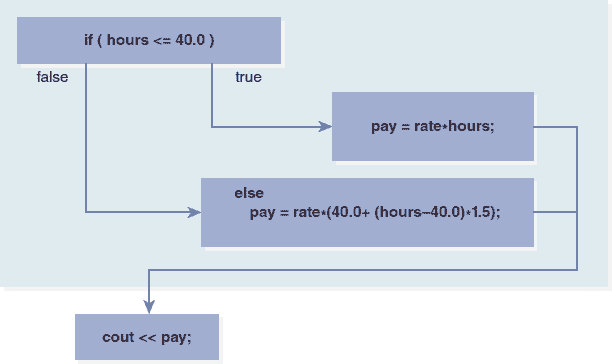 if ( hours <= 40.0 )
false
true
pay = rate*hours;
else
pay = rate*(40.0+ (hours–40.0)*1.5);
cout << pay;